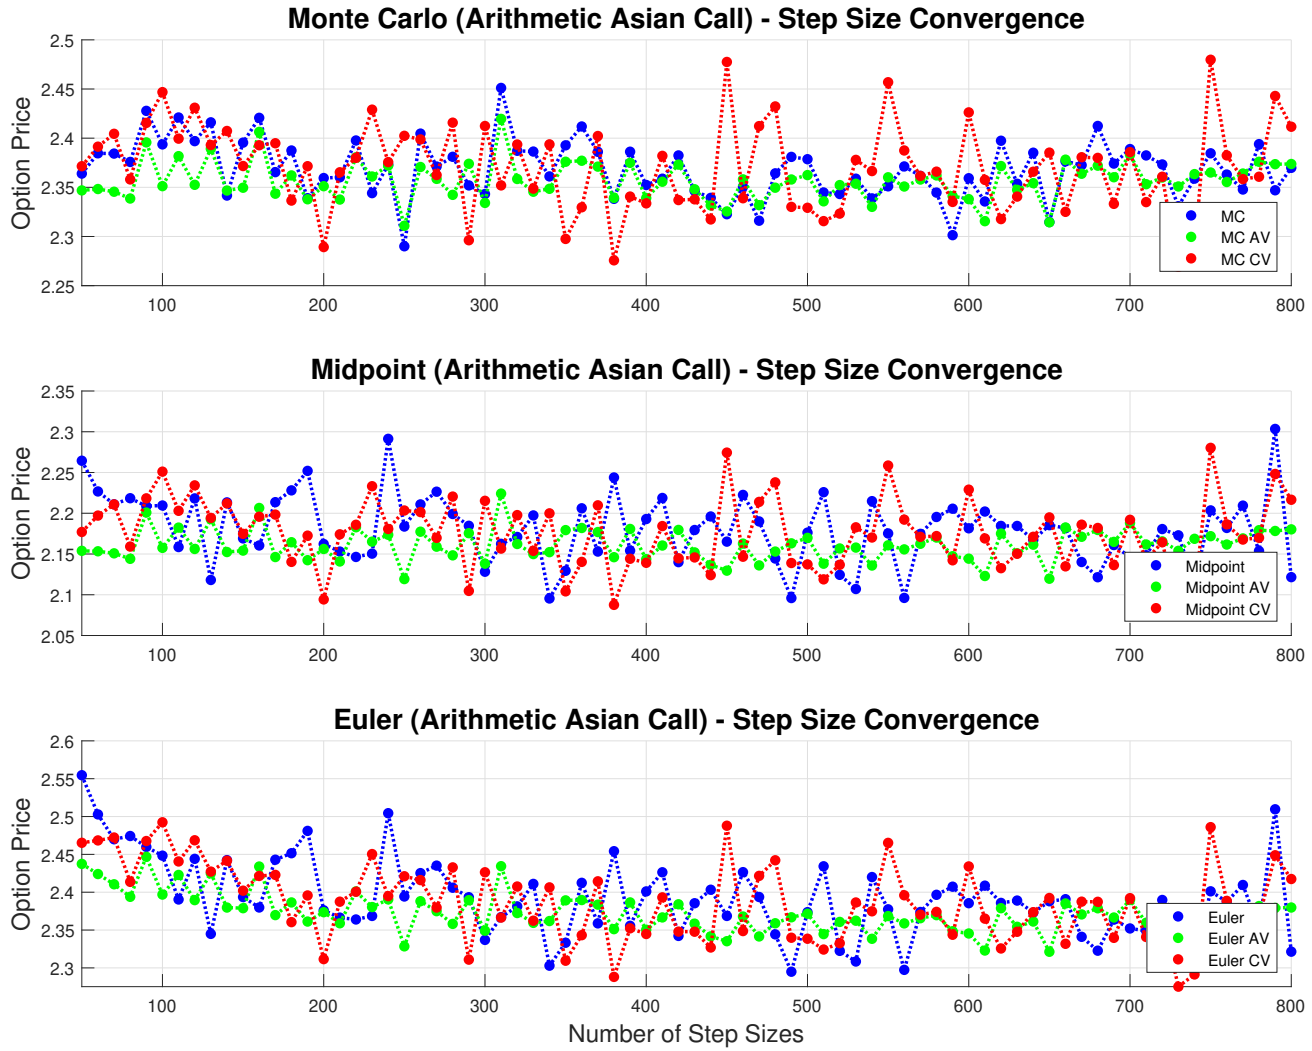 Monte Carlo (Arithmetic Asian Call) - Step Size Convergence
2.5
2.45
2.4
2.35
2.3
2.25
Option Price
100 200 300 400 500 600 700 800
MC
MC AV
MC CV
Midpoint (Arithmetic Asian Call) - Step Size Convergence
2.35
2.3
2.25
2.2
2.15
2.1
2.05
Option Price
100 200 300 400 500 600 700 800
Midpoint
Midpoint AV
Midpoint CV
Euler (Arithmetic Asian Call) - Step Size Convergence
2.6
2.55
2.5
2.45
2.4
2.35
2.3
Option Price
100 200 300 400 500 600 700 800
Euler
Euler AV
Euler CV
Number of Step Sizes